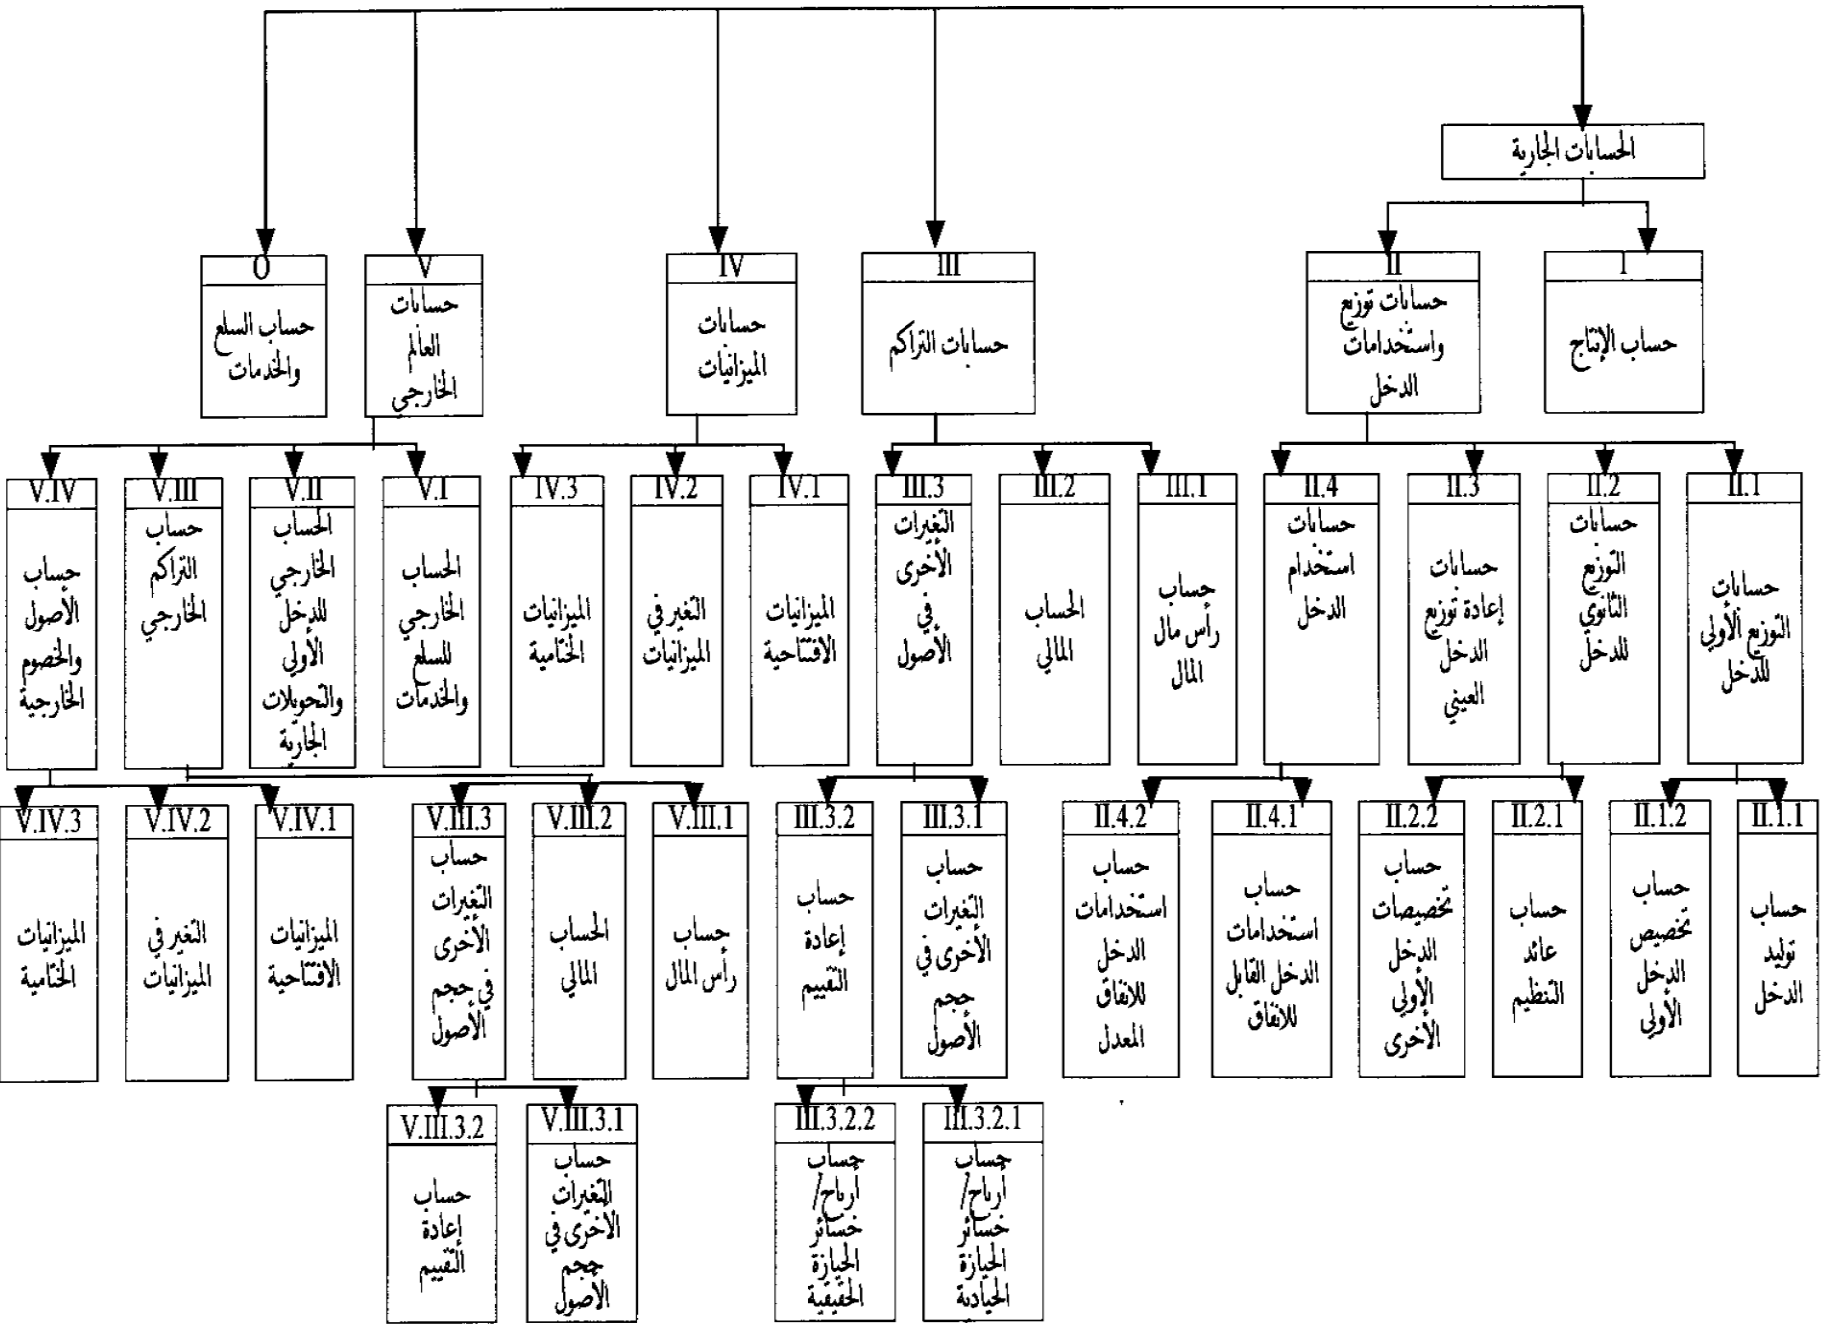 الحسابات الجارية
I
حساب الإنتاج
II
حسابات توزيع
واستخدامات
الدخل
III
حسابات التراكم
IV
حسابات
الميزانيات
V
حسابات
العالم
الخارجي
O
حساب السلع
والخدمات
II.1
حسابات
التوزيع الأولي
للدخل
II.2
حسابات
التوزيع
الثانوي
للدخل
II.3
حسابات
إعادة توزيع
الدخل
العيني
II.4
حسابات
استخدام
الدخل
III.1
حساب
رأس مال
المال
III.2
الحساب
المالي
III.3
التغيرات
الأخرى
في
الأصول
IV.1
الميزانيات
الافتتاحية
IV.2
التغير في
الميزانيات
IV.3
الميزانيات
الختامية
V.I
الحساب
الخارجي
للسلع
والخدمات
V.II
الحساب
الخارجي
للدخل
الأولي
والتحويلات
الجارية
V.III
حساب
التراكم
الخارجي
V.IV
حساب
الأصول
والخصوم
الخارجية
II.1.1
حساب
توليد
الدخل
II.1.2
حساب
تخصيص
الدخل
الأولي
II.2.1
حساب
عائد
التنظيم
II.2.2
حساب
تخصيصات
الدخل
الأولي
الأخرى
II.4.1
حساب
استخدامات
الدخل القابل
للانفاق
II.4.2
حساب
استخدامات
الدخل
للانفاق
المعدل
III.3.1
حساب
التغيرات
الأخرى في
حجم
الأصول
III.3.2
حساب
إعادة
التقييم
V.III.1
حساب
رأس المال
V.III.2
الحساب
المالي
V.III.3
حساب
التغيرات
الأخرى
في حجم
الأصول
V.IV.1
الميزانيات
الافتتاحية
V.IV.2
التغير في
الميزانيات
V.IV.3
الميزانيات
الختامية
III.3.2.1
حساب
أرباح/
خسائر
الحيازة
الحيادية
III.3.2.2
حساب
أرباح/
خسائر
الحيازة
الحقيقية
V.III.3.1
حساب
التغيرات
الأخرى في
حجم
الأصول
V.III.3.2
حساب
إعادة
التقييم